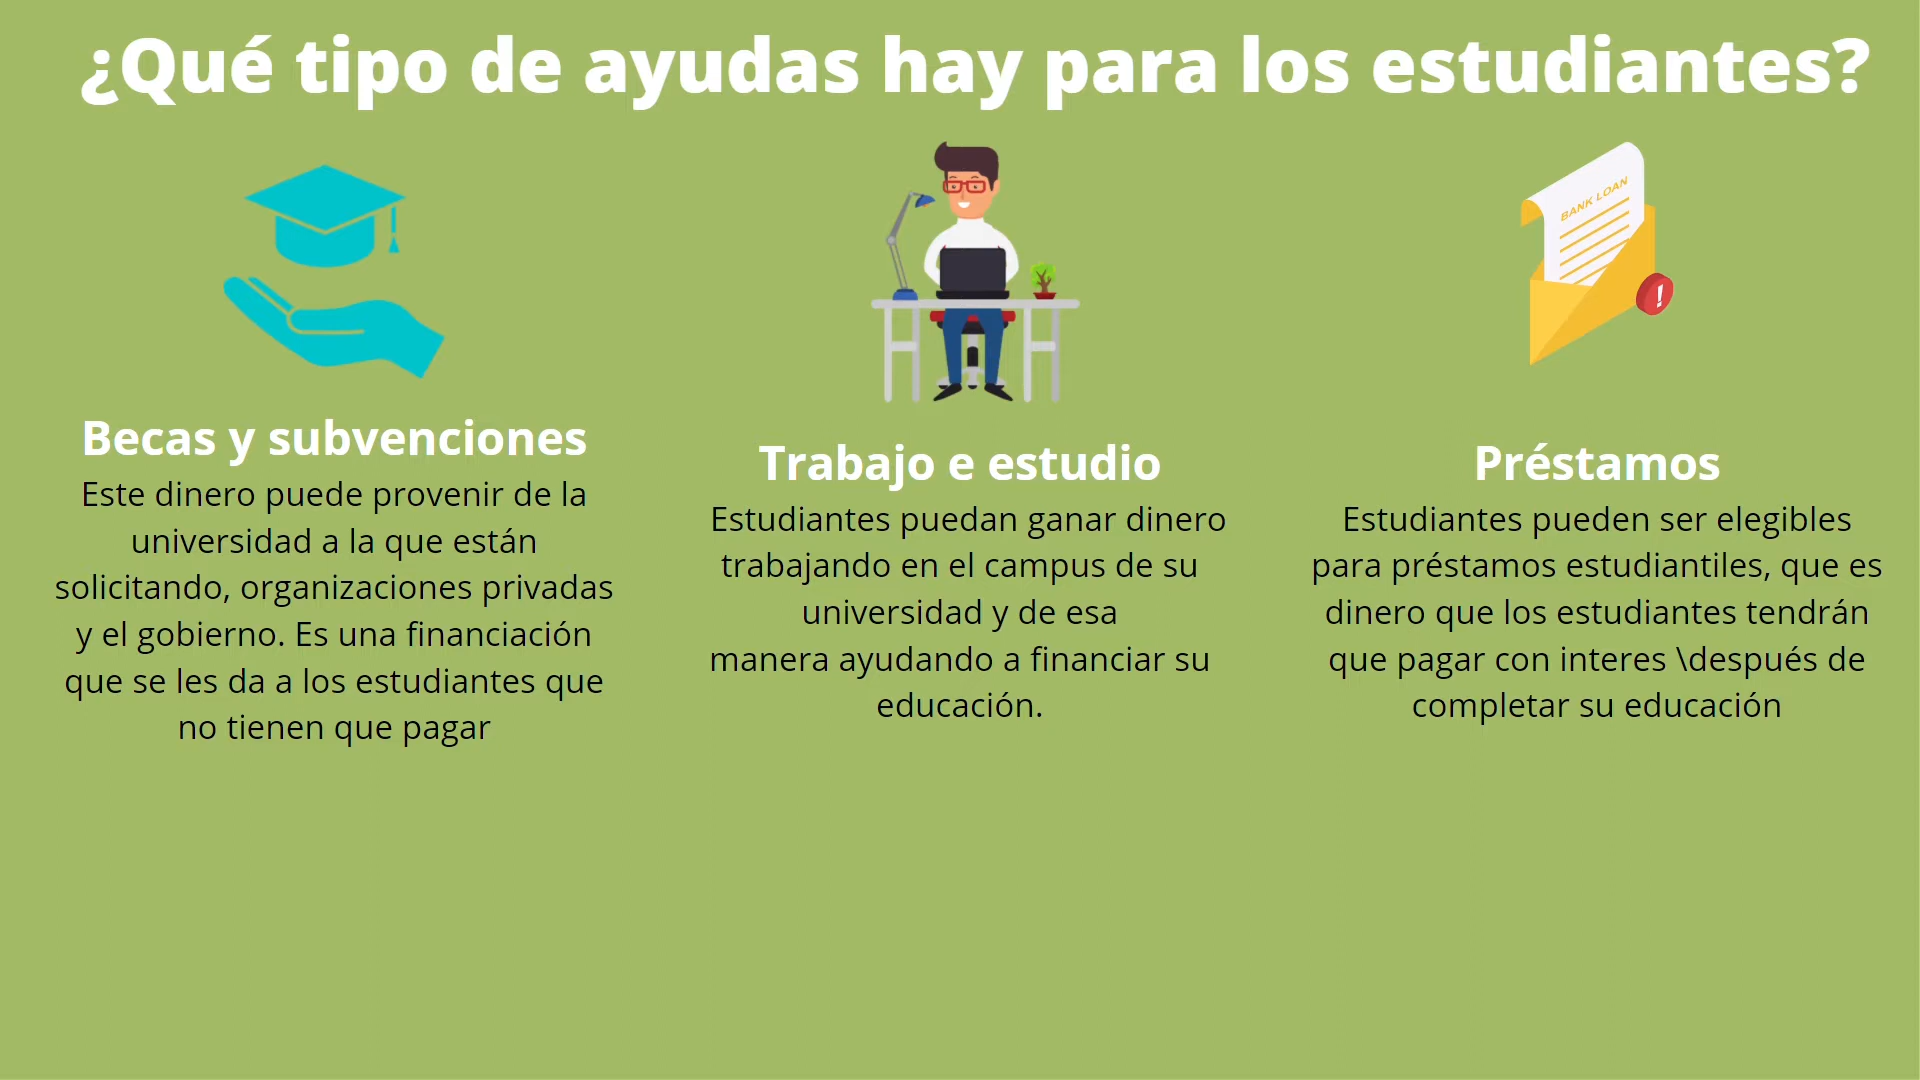 ¿Qué tipo de ayudas hay para los estudiantes?
BANK LOAN
Becas y subvenciones
Este dinero puede provenir de la
universidad a la que están
solicitando, organizaciones privadas
y el gobierno. Es una financiación
que se les da a los estudiantes que
no tienen que pagar
Trabajo e estudio
Estudiantes puedan ganar dinero
trabajando en el campus de su
universidad y de esa
manera ayudando a financiar su
educación.
Préstamos
Estudiantes pueden ser elegibles
para préstamos estudiantiles, que es
dinero que los estudiantes tendrán
que pagar con interes \después de
completar su educación